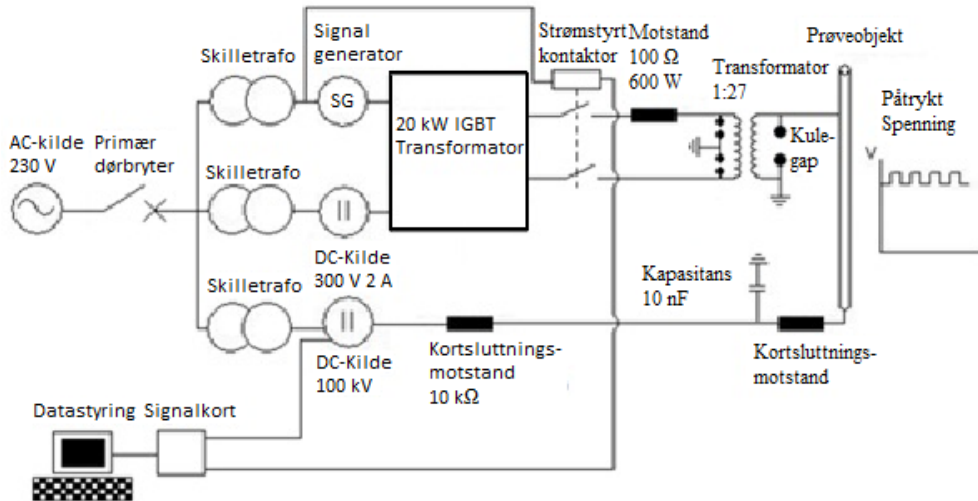 Skilletrafo
Signal
generator
SG
Strømstyrt
kontaktor
Motstand
100 Ω
600 W
Transformator
1:27
Prøveobjekt
Påtrykt
Spenning
V
Kule-
gap
20 kW IGBT
Transformator
AC-kilde
230 V
Primær
dørbryter
Skilletrafo
DC-Kilde
300 V 2 A
Skilletrafo
DC-Kilde
100 kV
Kortsluttnings-
motstand
10 kΩ
Kapasitans
10 nF
Kortsluttnings-
motstand
Datastyring
Signalkort